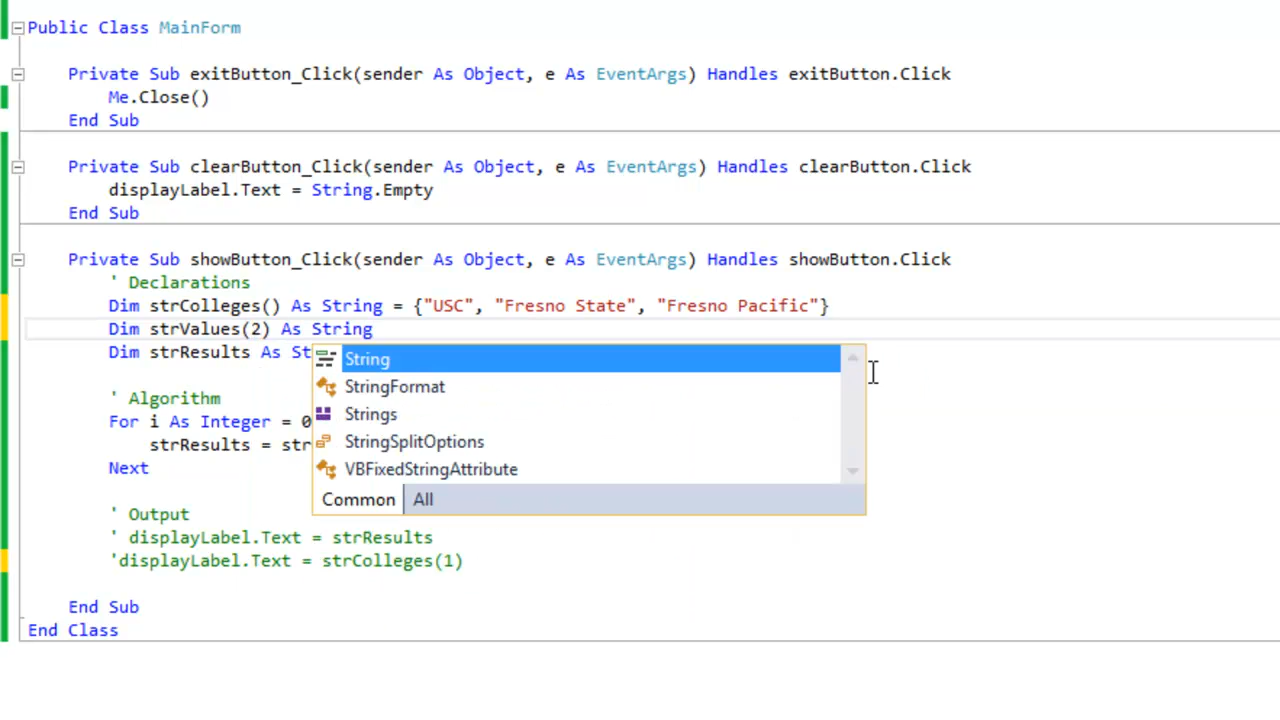 Public Class MainForm
Private Sub exitButton_Click(sender As Object, e As EventArgs) Handles exitButton.Click
Me.Close()
End Sub
Private Sub clearButton_Click(sender As Object, e As EventArgs) Handles clearButton.Click
displayLabel.Text = String.Empty
End Sub
Private Sub showButton_Click(sender As Object, e As EventArgs) Handles showButton.Click
' Declarations
Dim strColleges() As String = {"USC", "Fresno State", "Fresno Pacific"}
Dim strValues(2) As String
Dim strResults As St
String
StringFormat
Strings
StringSplitOptions
VBFixedStringAttribute
Common All
' Algorithm
For i As Integer = 0
strResults = str
Next
' Output
' displayLabel.Text = strResults
'displayLabel.Text = strColleges(1)
End Sub
End Class